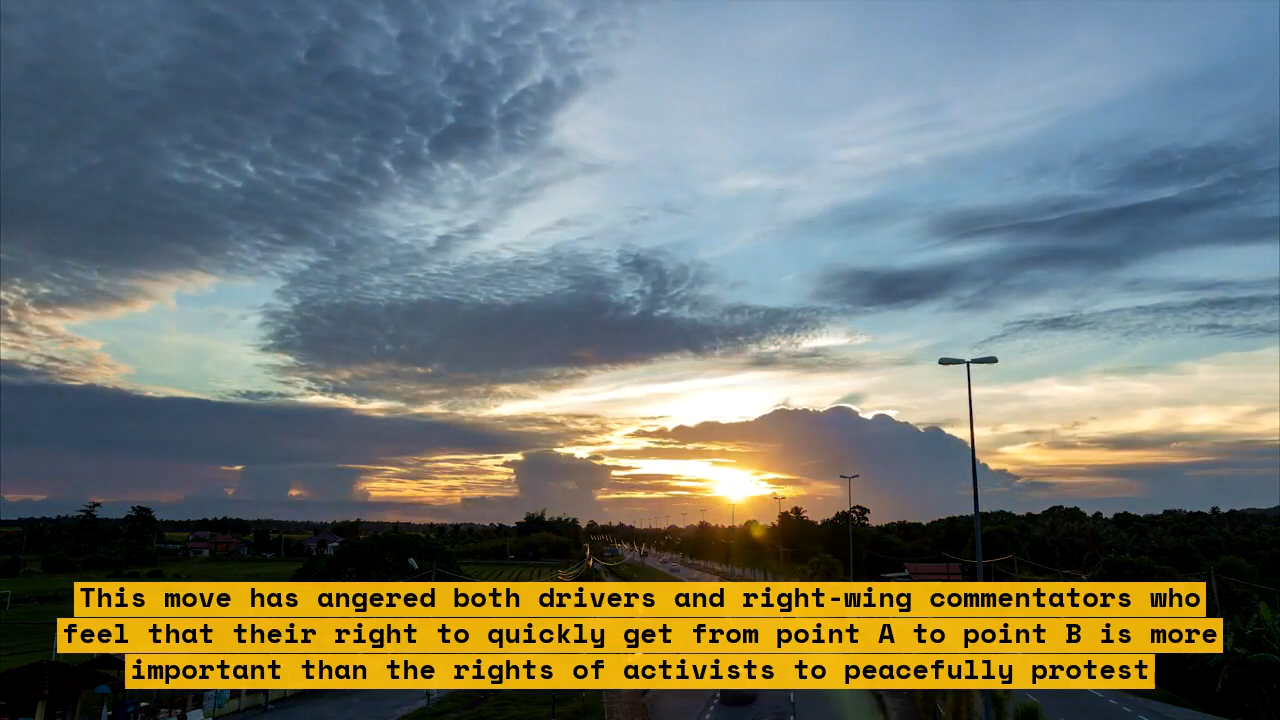 This move has angered both drivers and right-wing commentators who
feel that their right to quickly get from point A to point B is more
important than the rights of activists to peacefully protest